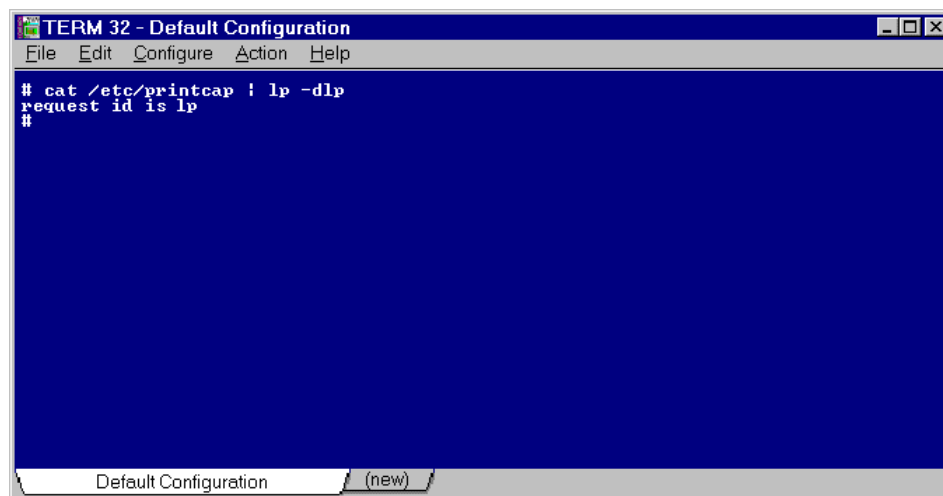 TERM 32 - Default Configuration
File Edit Configure Action Help
# cat /etc/printcap ¦ lp -dlp
request id is lp
#
Default Configuration (new)